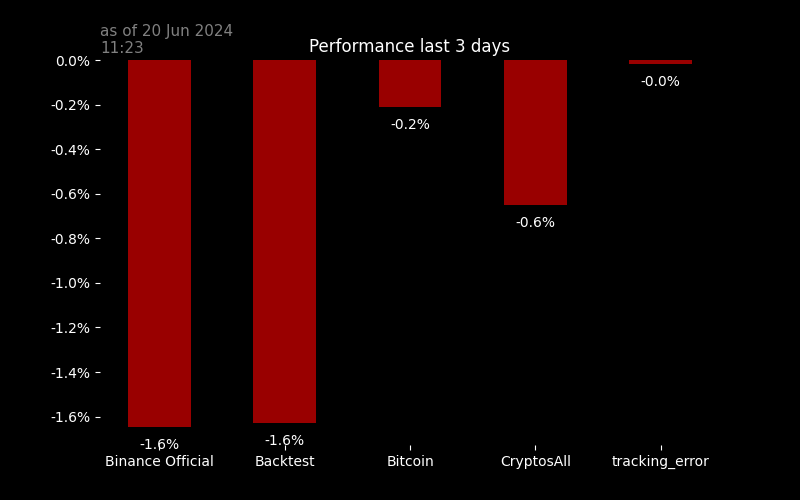 as of 20 Jun 2024
11:23
Performance last 3 days
0.0%
-0.2%
-0.4%
-0.6%
-0.8%
-1.0%
-1.2%
-1.4%
-1.6%
-1.6%
-1.6%
-0.2%
-0.6%
-0.0%
Binance Official
Backtest
Bitcoin
CryptosAll
tracking_error